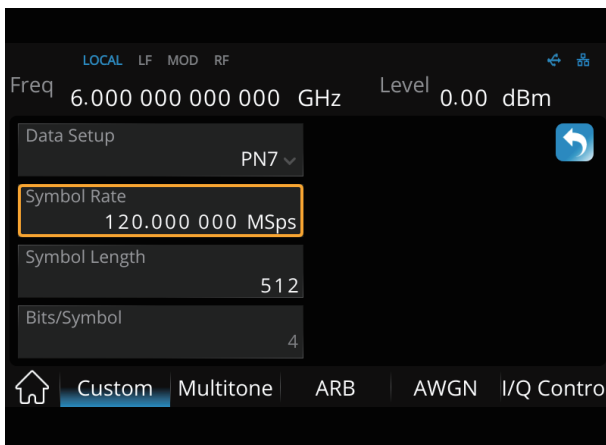 LOCAL LF MOD RF
Freq 6.000 000 000 000 GHz Level 0.00 dBm
Data Setup
PN7
Symbol Rate
120.000 000 MSps
Symbol Length
512
Bits/Symbol
4
Custom Multitone ARB AWGN I/Q Contro